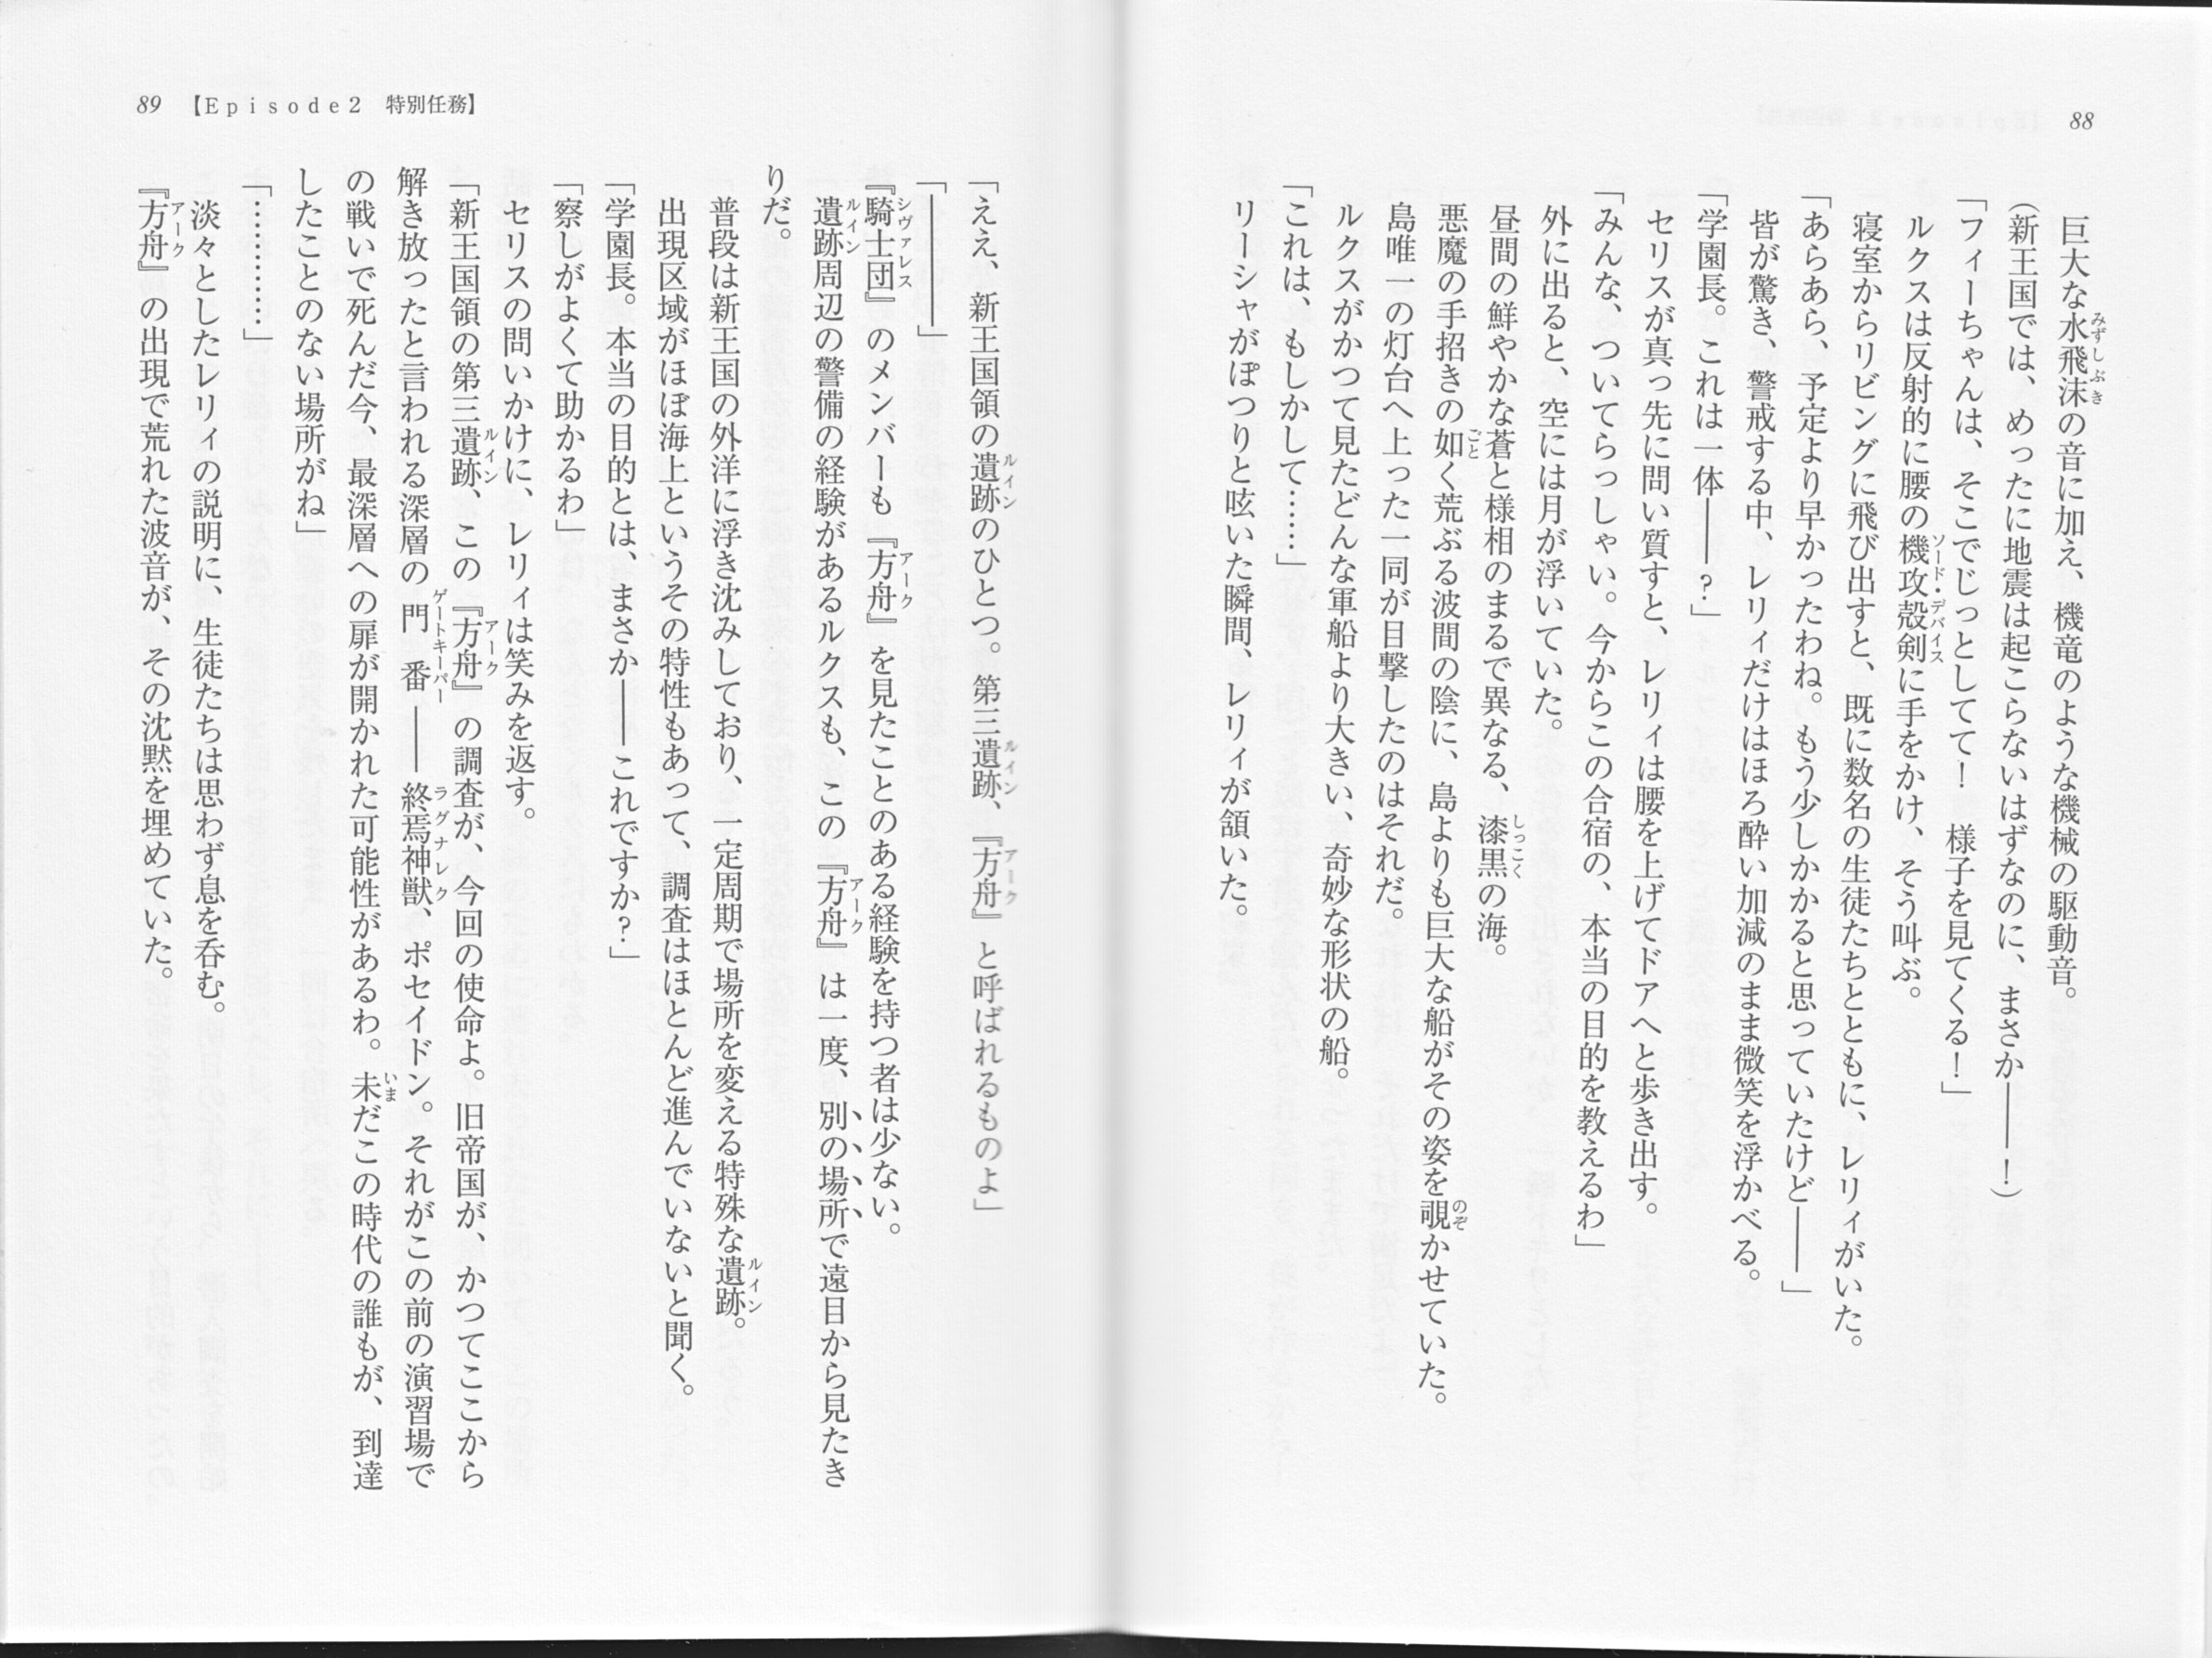 88
巨大な水飛沫の音に加え、機竜のような機械の駆動音。
(新王国では、めったに地震は起こらないはずなのに、まさか――！)
「フィーちゃんは、そこでじっとしてて！　様子を見てくる！」
ルクスは反射的に腰の機攻殻剣に手をかけ、そう叫ぶ。
寝室からリビングに飛び出すと、既に数名の生徒たちとともに、レリィがいた。
「あらあら、予定より早かったわね。もう少しかかると思っていたけど――」
皆が驚き、警戒する中、レリィだけはほろ酔い加減のまま微笑を浮かべる。
「学園長。これは一体――？」
セリスが真っ先に問い質すと、レリィは腰を上げてドアへと歩き出す。
「みんな、ついてらっしゃい。今からこの合宿の、本当の目的を教えるわ」
外に出ると、空には月が浮いていた。
昼間の鮮やかな蒼と様相のまるで異なる、漆黒の海。
悪魔の手招きの如く荒ぶる波間の陰に、島よりも巨大な船がその姿を覗かせていた。
島唯一の灯台へ上った一同が目撃したのはそれだ。
ルクスがかつて見たどんな軍船より大きい、奇妙な形状の船。
「これは、もしかして……」
リーシャがぽつりと呟いた瞬間、レリィが頷いた。
89 【Episode2　特別任務】
「ええ、新王国領の遺跡のひとつ。第三遺跡、『方舟』と呼ばれるものよ」
「――――」
『騎士団』のメンバーも『方舟』を見たことのある経験を持つ者は少ない。
遺跡周辺の警備の経験があるルクスも、この『方舟』は一度、別の場所で遠目から見たき
りだ。
普段は新王国の外洋に浮き沈みしており、一定周期で場所を変える特殊な遺跡。
出現区域がほぼ海上というその特性もあって、調査はほとんど進んでいないと聞く。
「学園長。本当の目的とは、まさか――これですか？」
「察しがよくて助かるわ」
セリスの問いかけに、レリィは笑みを返す。
「新王国領の第三遺跡、この『方舟』の調査が、今回の使命よ。旧帝国が、かつてここから
解き放ったと言われる深層の門番――終焉神獣、ポセイドン。それがこの前の演習場で
の戦いで死んだ今、最深層への扉が開かれた可能性があるわ。未だこの時代の誰もが、到達
したことのない場所がね」
「…………」
淡々としたレリィの説明に、生徒たちは思わず息を呑む。
『方舟』の出現で荒れた波音が、その沈黙を埋めていた。